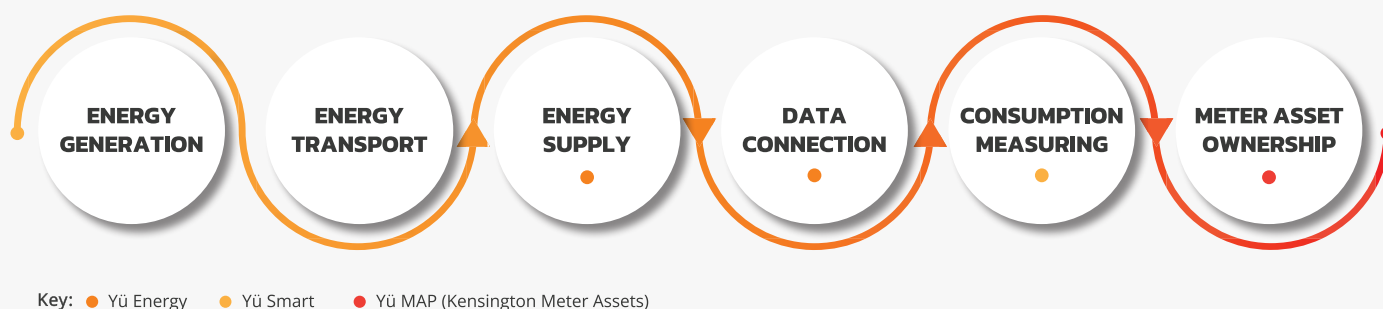 ENERGY
GENERATION
ENERGY
TRANSPORT
ENERGY
SUPPLY
DATA
CONNECTION
CONSUMPTION
MEASURING
METER ASSET
OWNERSHIP
Key: Yü Energy Yü Smart Yü MAP (Kensington Meter Assets)